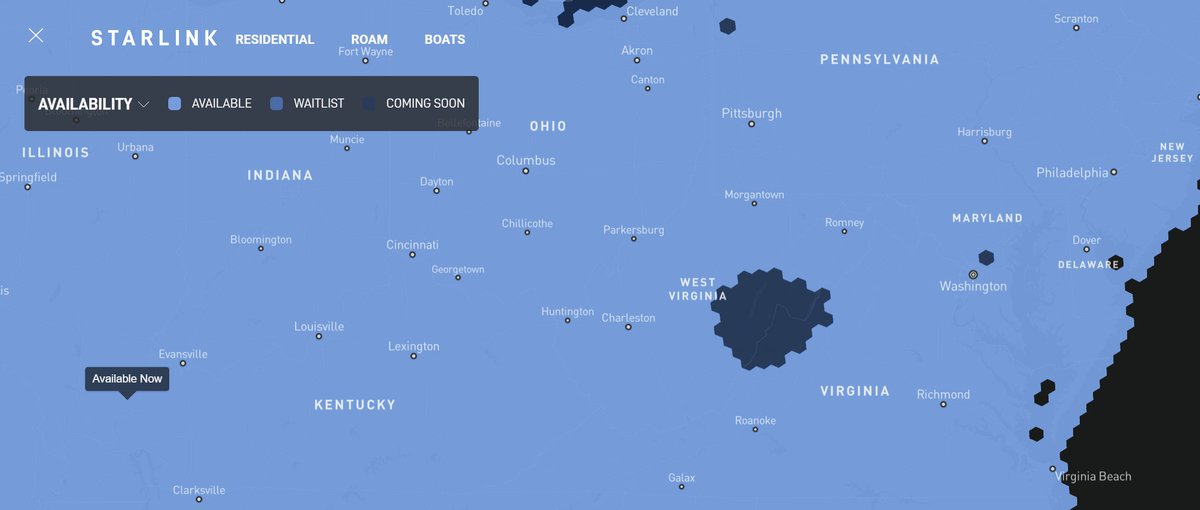 Toledo
Cleveland
Scranton
STARLINK
RESIDENTIAL
ROAM
BOATS
Fort Wayne
Akron
PENNSYLVANIA
Canton
Peoria
AVAILABILITY
AVAILABLE
WAITLIST
COMING SOON
Bloomington
Bellefontaine
OHIO
Pittsburgh
Harrisburg
ILLINOIS
Urbana
Mucie
NEW
JERSEY
Columbus
Springfield
INDIANA
Dayton
Philadelphia
Morgantown
MARYLAND
Chillicothe
Parkersburg
Romney
Bloomington
Cincinnati
Dover
DELAWARE
Georgetown
WEST
VIRGINIA
Washington
is
Huntington
Charleston
Louisville
Lexington
Evansville
Available Now
KENTUCKY
VIRGINIA
Richmond
Roanoke
Galax
Virginia Beach
Clarksville